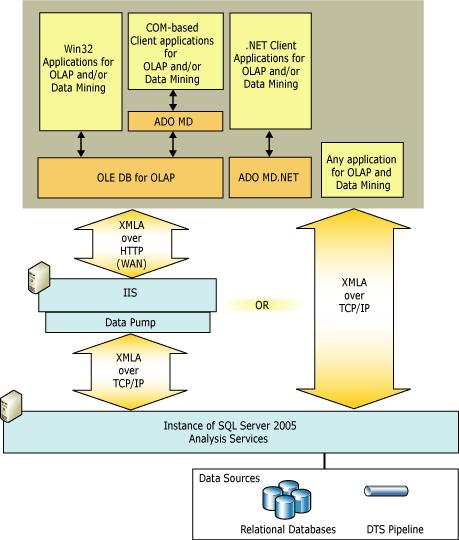 Win32
Applications for
OLAP and/or
Data Mining
COM-based
Client applications
for
OLAP and/or
Data Mining
.NET Client
Applications for
OLAP and/or
Data Mining
ADO MD
OLE DB for OLAP
ADO MD.NET
Any application
for OLAP and
Data Mining
XMLA
over
HTTP
(WAN)
IIS
Data Pump
OR
XMLA
over
TCP/IP
XMLA
over
TCP/IP
Instance of SQL Server 2005
Analysis Services
Data Sources
Relational Databases
DTS Pipeline